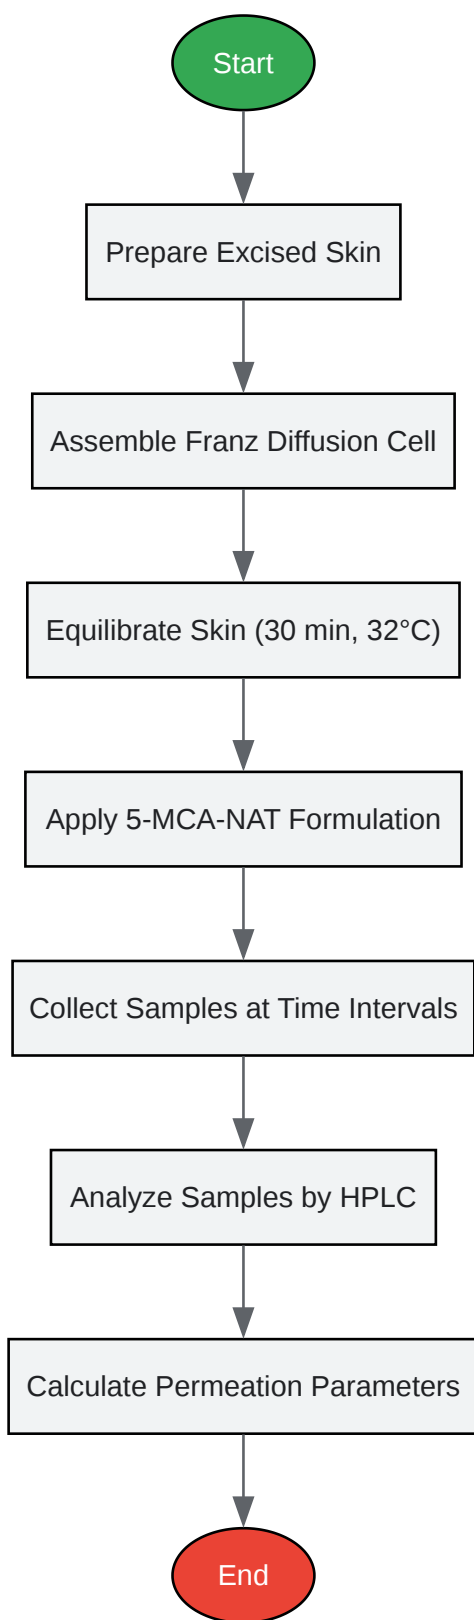 Start
Prepare Excised Skin
Assemble Franz Diffusion Cell
Equilibrate Skin (30 min, 32°C)
Apply 5-MCA-NAT Formulation
Collect Samples at Time Intervals
Analyze Samples by HPLC
Calculate Permeation Parameters
End